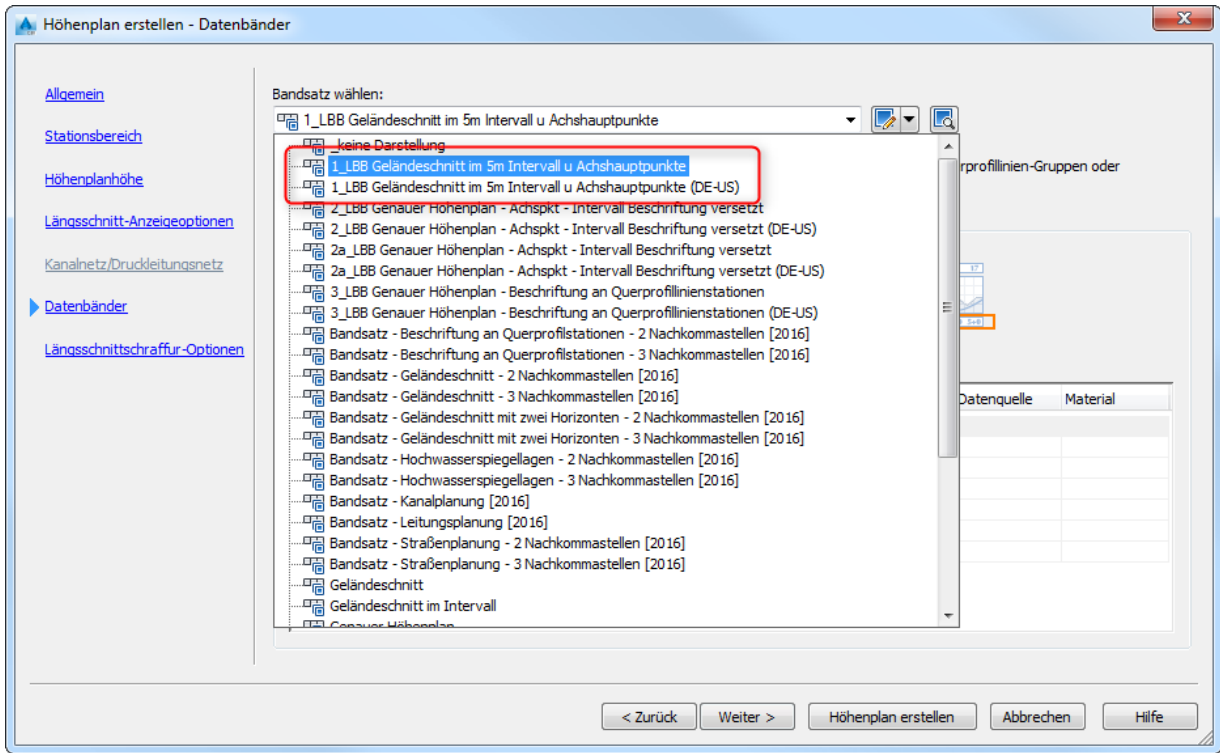 Höhenplan erstellen - Datenbänder
Allgemein
Stationsbereich
Höhenplanhöhe
Längsschnitt-Anzeigeoptionen
Kanalnetz/Druckleitungsnetz
Datenbänder
Längsschnittschraffur-Optionen
Bandsatz wählen:
1_LBB Geländeschnitt im 5m Intervall u Achshauptpunkte
_keine Darstellung
1_LBB Geländeschnitt im 5m Intervall u Achshauptpunkte
1_LBB Geländeschnitt im 5m Intervall u Achshauptpunkte (DE-US)
2_LBB Genauer Höhenplan - Achspkt - Intervall Beschriftung versetzt
2_LBB Genauer Höhenplan - Achspkt - Intervall Beschriftung versetzt (DE-US)
2a_LBB Genauer Höhenplan - Achspkt - Intervall Beschriftung versetzt
2a_LBB Genauer Höhenplan - Achspkt - Intervall Beschriftung versetzt (DE-US)
3_LBB Genauer Höhenplan - Beschriftung an Querprofillinienstationen
3_LBB Genauer Höhenplan - Beschriftung an Querprofillinienstationen (DE-US)
Bandsatz - Beschriftung an Querprofilstationen - 2 Nachkommastellen [2016]
Bandsatz - Beschriftung an Querprofilstationen - 3 Nachkommastellen [2016]
Bandsatz - Geländeschnitt - 2 Nachkommastellen [2016]
Bandsatz - Geländeschnitt - 3 Nachkommastellen [2016]
Bandsatz - Geländeschnitt mit zwei Horizonten - 2 Nachkommastellen [2016]
Bandsatz - Geländeschnitt mit zwei Horizonten - 3 Nachkommastellen [2016]
Bandsatz - Hochwasserspiegellagen - 2 Nachkommastellen [2016]
Bandsatz - Hochwasserspiegellagen - 3 Nachkommastellen [2016]
Bandsatz - Kanalplanung [2016]
Bandsatz - Leitungsplanung [2016]
Bandsatz - Straßenplanung - 2 Nachkommastellen [2016]
Bandsatz - Straßenplanung - 3 Nachkommastellen [2016]
Geländeschnitt
Geländeschnitt im Intervall
Genauer Höhenplan
rprofillinien-Gruppen oder
17
Datenquelle Material
< Zurück Weiter > Höhenplan erstellen Abbrechen Hilfe